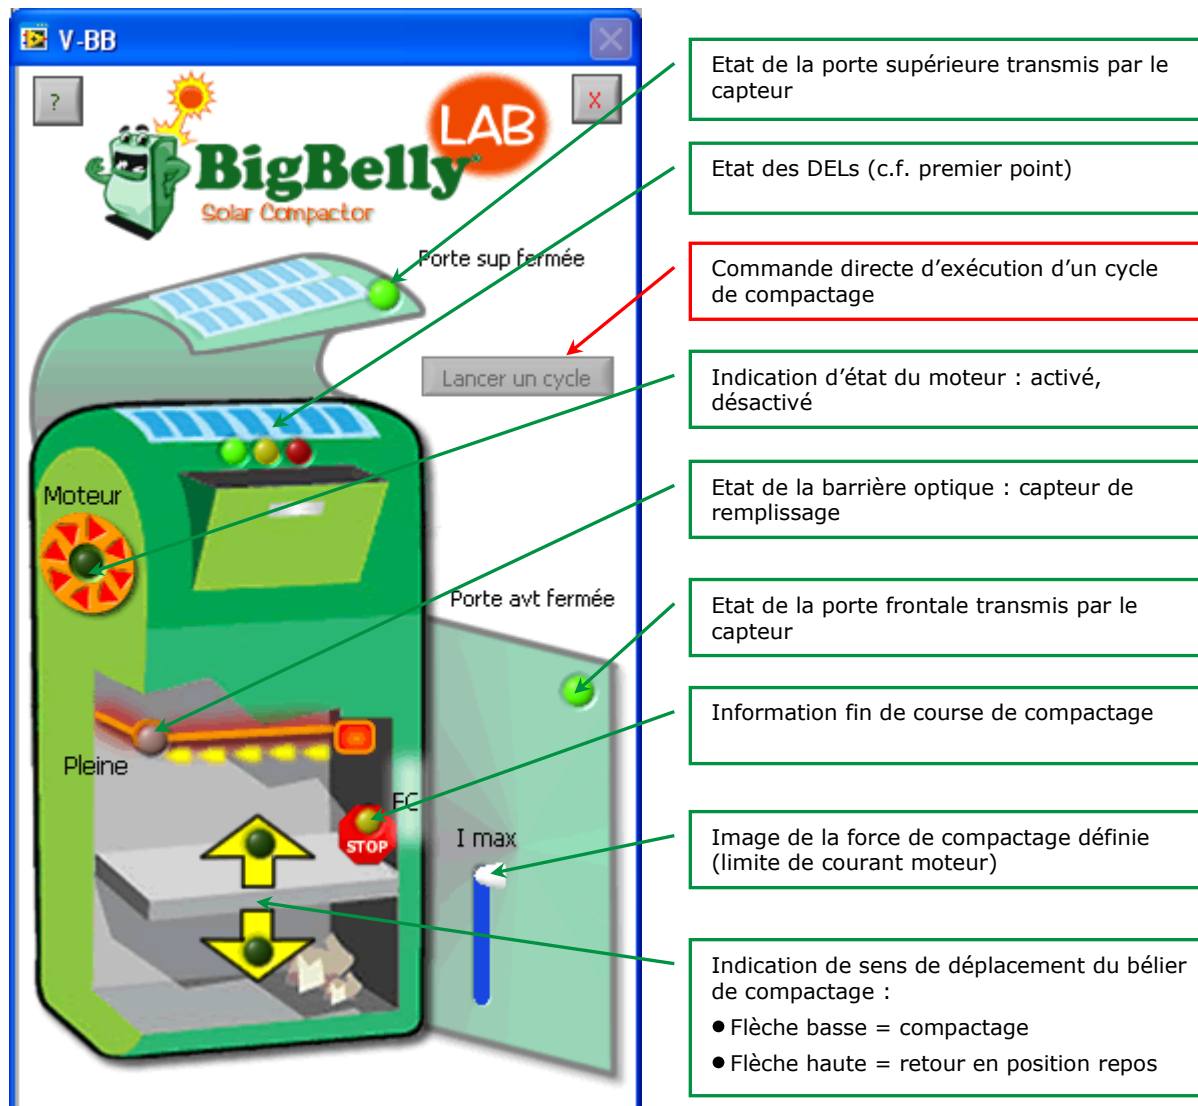 V-BB
?
X
LAB
BigBelly
Solar Compactor
Porte sup fermée
Lancer un cycle
Moteur
Porte avt fermée
Pleine
FC
STOP
I max
Etat de la porte supérieure transmis par le
capteur
Etat des DELs (c.f. premier point)
Commande directe d’exécution d’un cycle
de compactage
Indication d’état du moteur : activé,
désactivé
Etat de la barrière optique : capteur de
remplissage
Etat de la porte frontale transmis par le
capteur
Information fin de course de compactage
Image de la force de compactage définie
(limite de courant moteur)
Indication de sens de déplacement du bélier
de compactage :
● Flèche basse = compactage
● Flèche haute = retour en position repos